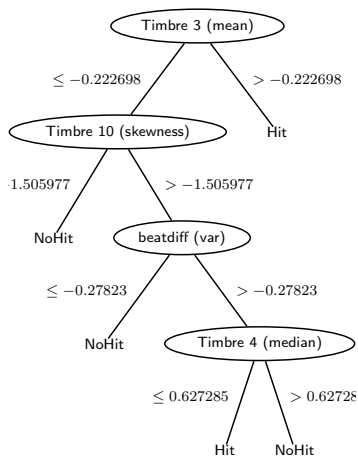 Timbre 3 (mean)
≤ −0.222698
> −0.222698
Timbre 10 (skewness)
Hit
1.505977
> −1.505977
NoHit
beatdiff (var)
≤ −0.27823
> −0.27823
NoHit
Timbre 4 (median)
≤ 0.627285
> 0.62728
Hit
NoHit